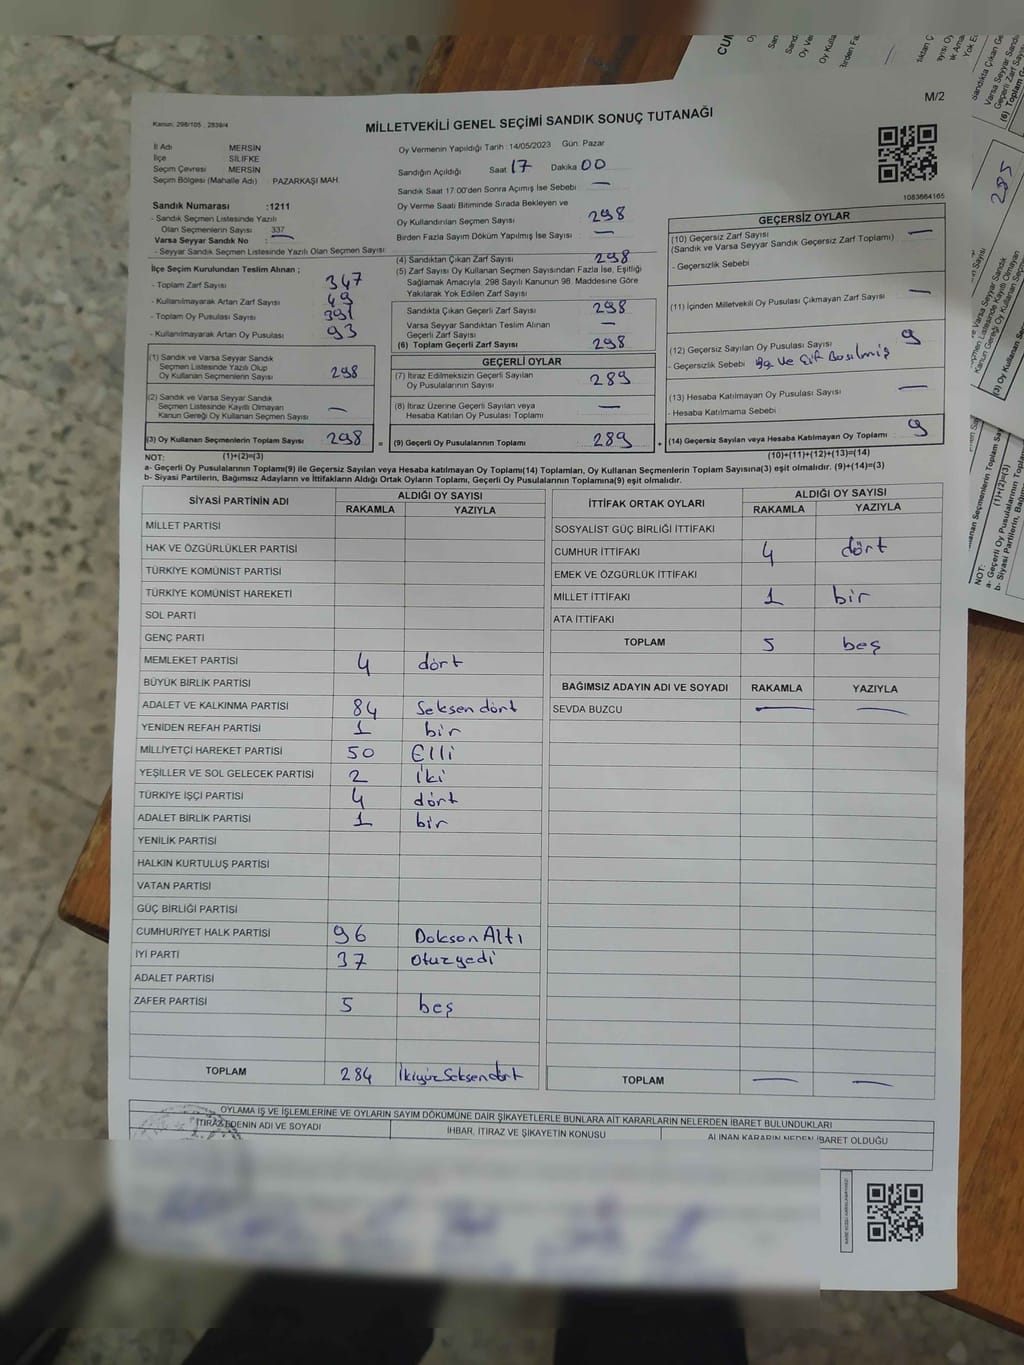 M/2
Kanun: 298/105 , 2839/4
MİLLETVEKİLİ GENEL SEÇİMİ SANDIK SONUÇ TUTANAĞI
İl Adı MERSİN
İlçe SİLİFKE
Seçim Çevresi MERSİN
Seçim Bölgesi (Mahalle Adı) PAZARKAŞI MAH.
Sandık Numarası :1211
- Sandık Seçmen Listesinde Yazılı
Olan Seçmenlerin Sayısı 337
Varsa Seyyar Sandık No : —
- Seyyar Sandık Seçmen Listesinde Yazılı Olan Seçmen Sayısı
İlçe Seçim Kurulundan Teslim Alınan ;
- Toplam Zarf Sayısı 347
- Kullanılmayarak Artan Zarf Sayısı 49
- Toplam Oy Pusulası Sayısı 391
- Kullanılmayarak Artan Oy Pusulası 93
(1) Sandık ve Varsa Seyyar Sandık
Seçmen Listesinde Yazılı Olup
Oy Kullanan Seçmenlerin Sayısı 298
(2) Sandık ve Varsa Seyyar Sandık
Seçmen Listesinde Kayıtlı Olmayan
Kanun Gereği Oy Kullanan Seçmen Sayısı —
(3) Oy Kullanan Seçmenlerin Toplam Sayısı 298 =
(1)+(2)=(3)
Oy Vermenin Yapıldığı Tarih : 14/05/2023 Gün: Pazar
Sandığın Açıldığı Saat 17 Dakika 00
Sandık Saat 17:00'den Sonra Açımış İse Sebebi —
Oy Verme Saati Bitiminde Sırada Bekleyen ve
Oy Kullandırılan Seçmen Sayısı 298
Birden Fazla Sayım Döküm Yapılmış İse Sayısı : —
(4) Sandıktan Çıkan Zarf Sayısı 298
(5) Zarf Sayısı Oy Kullanan Seçmen Sayısından Fazla İse, Eşitliği
Sağlamak Amacıyla, 298 Sayılı Kanunun 98. Maddesine Göre
Yakılarak Yok Edilen Zarf Sayısı
Sandıkta Çıkan Geçerli Zarf Sayısı 298
Varsa Seyyar Sandıktan Teslim Alınan
Geçerli Zarf Sayısı —
(6) Toplam Geçerli Zarf Sayısı 298
GEÇERLİ OYLAR
(7) İtiraz Edilmeksizin Geçerli Sayılan
Oy Pusulalarının Sayısı 289
(8) İtiraz Üzerine Geçerli Sayılan veya
Hesaba Katılan Oy Pusulası Toplamı —
(9) Geçerli Oy Pusulalarının Toplamı 289 +
1083664165
GEÇERSİZ OYLAR
(10) Geçersiz Zarf Sayısı —
(Sandık ve Varsa Seyyar Sandık Geçersiz Zarf Toplamı)
- Geçersizlik Sebebi
(11) İçinden Milletvekili Oy Pusulası Çıkmayan Zarf Sayısı —
(12) Geçersiz Sayılan Oy Pusulası Sayısı 9
- Geçersizlik Sebebi ve Çift Basılmış
(13) Hesaba Katılmayan Oy Pusulası Sayısı —
Hesaba Katılmama Sebebi
(14) Geçersiz Sayılan veya Hesaba Katılmayan Oy Toplamı 9
(10)+(11)+(12)+(13)=(14)
NOT:
a- Geçerli Oy Pusulalarının Toplamı(9) ile Geçersiz Sayılan veya Hesaba katılmayan Oy Toplamı(14) Toplamları, Oy Kullanan Seçmenlerin Toplam Sayısına(3) eşit olmalıdır. (9)+(14)=(3)
b- Siyasi Partilerin, Bağımsız Adayların ve İttifakların Aldığı Ortak Oyların Toplamı, Geçerli Oy Pusulalarının Toplamına(9) eşit olmalıdır.
SİYASİ PARTİNİN ADI ALDIĞI OY SAYISI
RAKAMLA YAZIYLA
MİLLET PARTİSİ
HAK VE ÖZGÜRLÜKLER PARTİSİ
TÜRKİYE KOMÜNİST PARTİSİ
TÜRKİYE KOMÜNİST HAREKETİ
SOL PARTİ
GENÇ PARTİ
MEMLEKET PARTİSİ 4 dört
BÜYÜK BİRLİK PARTİSİ
ADALET VE KALKINMA PARTİSİ 84 Seksen dört
YENİDEN REFAH PARTİSİ 1 bir
MİLLİYETÇİ HAREKET PARTİSİ 50 Elli
YEŞİLLER VE SOL GELECEK PARTİSİ 2 İki
TÜRKİYE İŞÇİ PARTİSİ 4 dört
ADALET BİRLİK PARTİSİ 1 bir
YENİLİK PARTİSİ
HALKIN KURTULUŞ PARTİSİ
VATAN PARTİSİ
GÜÇ BİRLİĞİ PARTİSİ
CUMHURİYET HALK PARTİSİ 96 Dokson Altı
İYİ PARTİ 37 Otuzyedi
ADALET PARTİSİ
ZAFER PARTİSİ 5 beş
TOPLAM 284 İkiyüzSeksendört
İTTİFAK ORTAK OYLARI ALDIĞI OY SAYISI
RAKAMLA YAZIYLA
SOSYALİST GÜÇ BİRLİĞİ İTTİFAKI
CUMHUR İTTİFAKI 4 dört
EMEK VE ÖZGÜRLÜK İTTİFAKI
MİLLET İTTİFAKI 1 bir
ATA İTTİFAKI
TOPLAM 5 beş
BAĞIMSIZ ADAYIN ADI VE SOYADI RAKAMLA YAZIYLA
SEVDA BUZCU — —
TOPLAM — —
OYLAMA İŞ VE İŞLEMLERİNE VE OYLARIN SAYIM DÖKÜMÜNE DAİR ŞİKAYETLERLE BUNLARA AİT KARARLARIN NELERDEN İBARET BULUNDUKLARI
İTİRAZ EDENİN ADI VE SOYADI İHBAR, İTİRAZ VE ŞİKAYETİN KONUSU ALINAN KARARIN NEDEN İBARET OLDUĞU